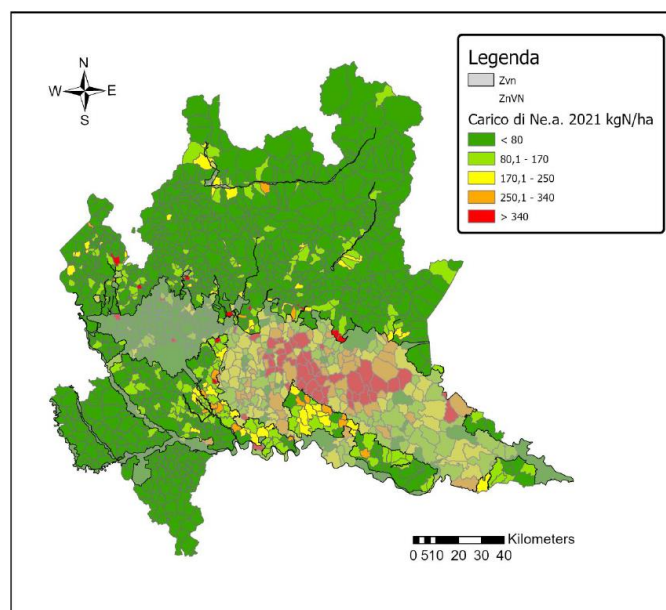 N
W E
S
Legenda
Zvn
ZnVN
Carico di Ne.a. 2021 kgN/ha
< 80
80,1 - 170
170,1 - 250
250,1 - 340
> 340
Kilometers
0 510 20 30 40